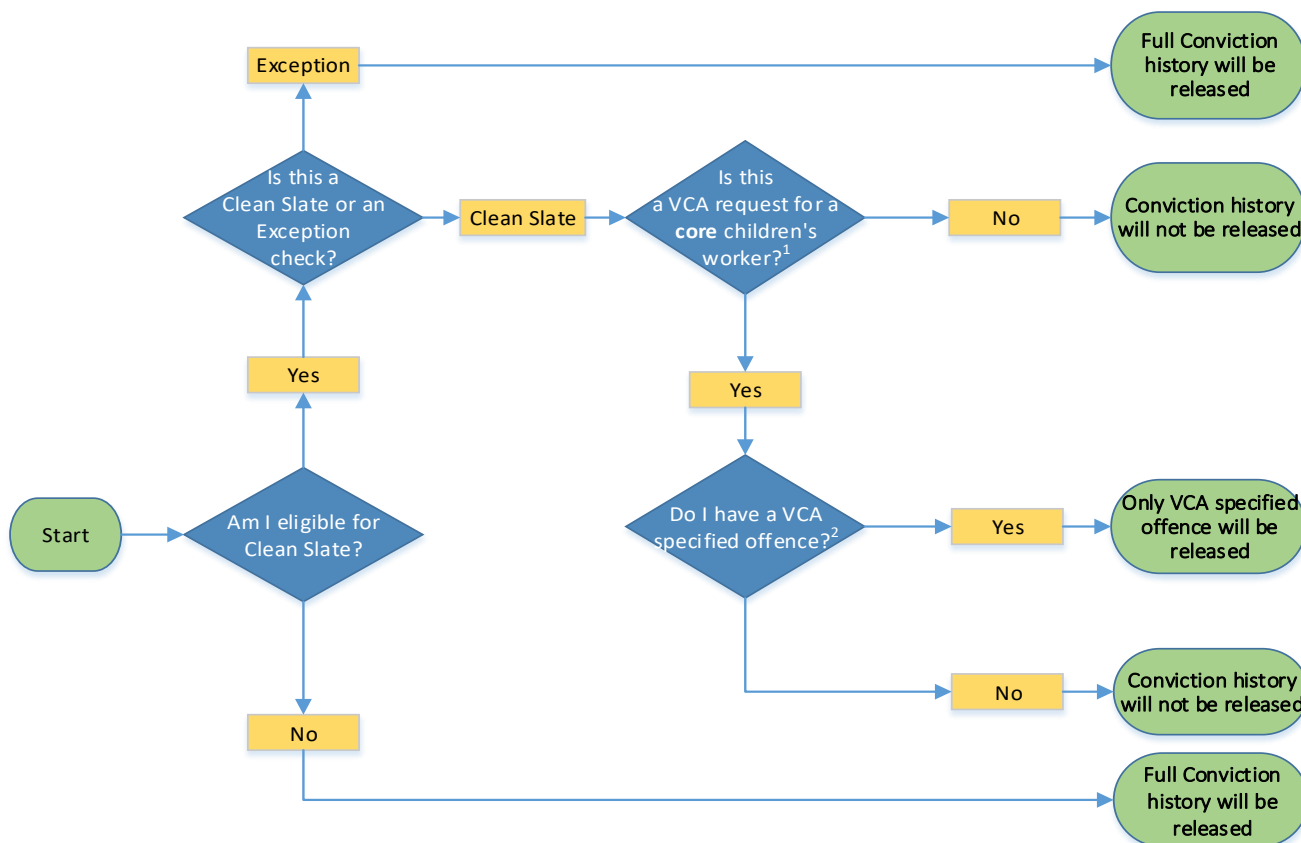 Exception
Full Conviction
history will be
released
Is this a
Clean Slate or an
Exception
check?
Clean Slate
Is this
a VCA request for a
core children's
worker?1
No
Conviction history
will not be released
Yes
Yes
Start
Am I eligible for
Clean Slate?
Do I have a VCA
specified offence?2
Yes
Only VCA specified
offence will be
released
No
Conviction history
will not be released
No
Full Conviction
history will be
released